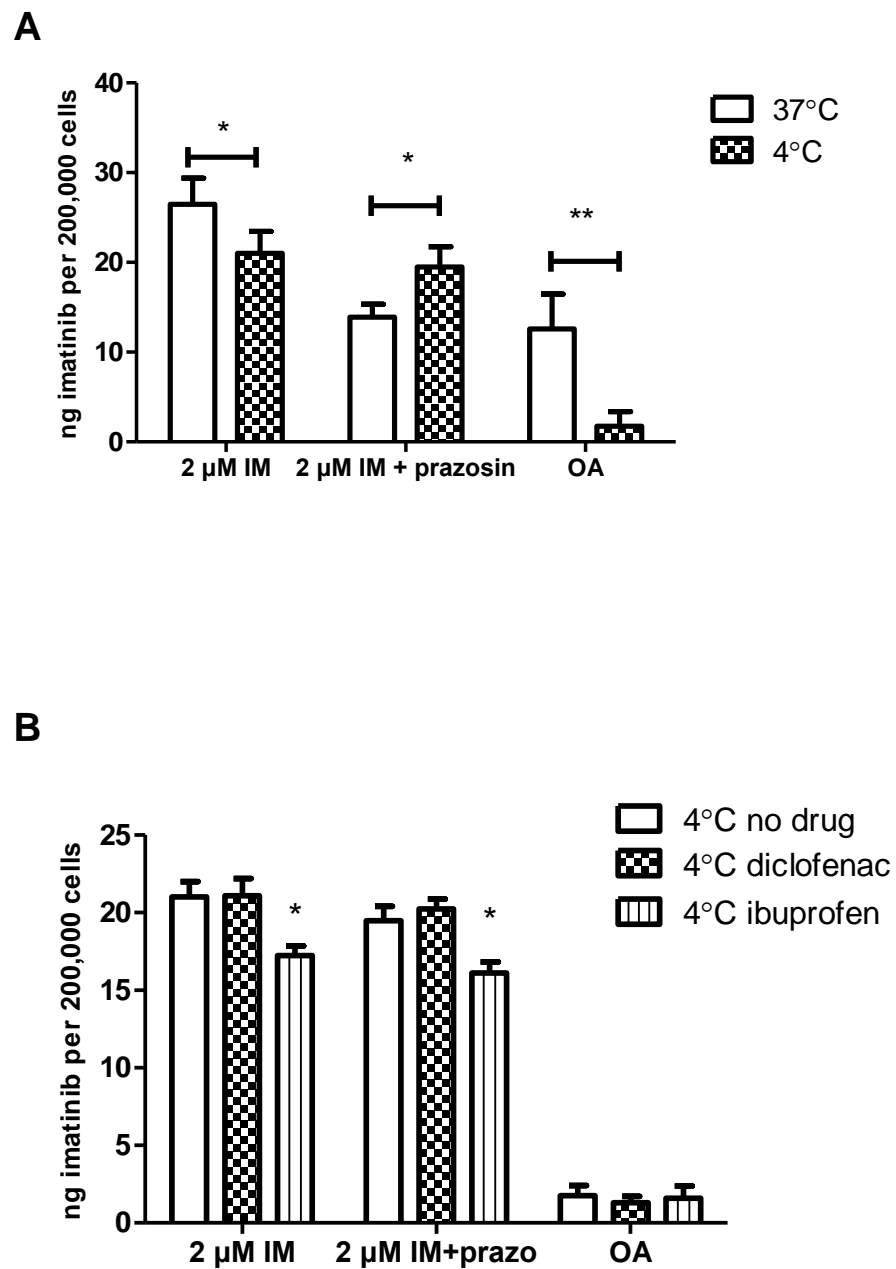 A
ng imatinib per 200,000 cells
40
30
20
10
0
*
*
**
37°C
4°C
2 µM IM
2 µM IM + prazosin
OA
B
ng imatinib per 200,000 cells
25
20
15
10
5
0
*
*
4°C no drug
4°C diclofenac
4°C ibuprofen
2 µM IM
2 µM IM+prazo
OA